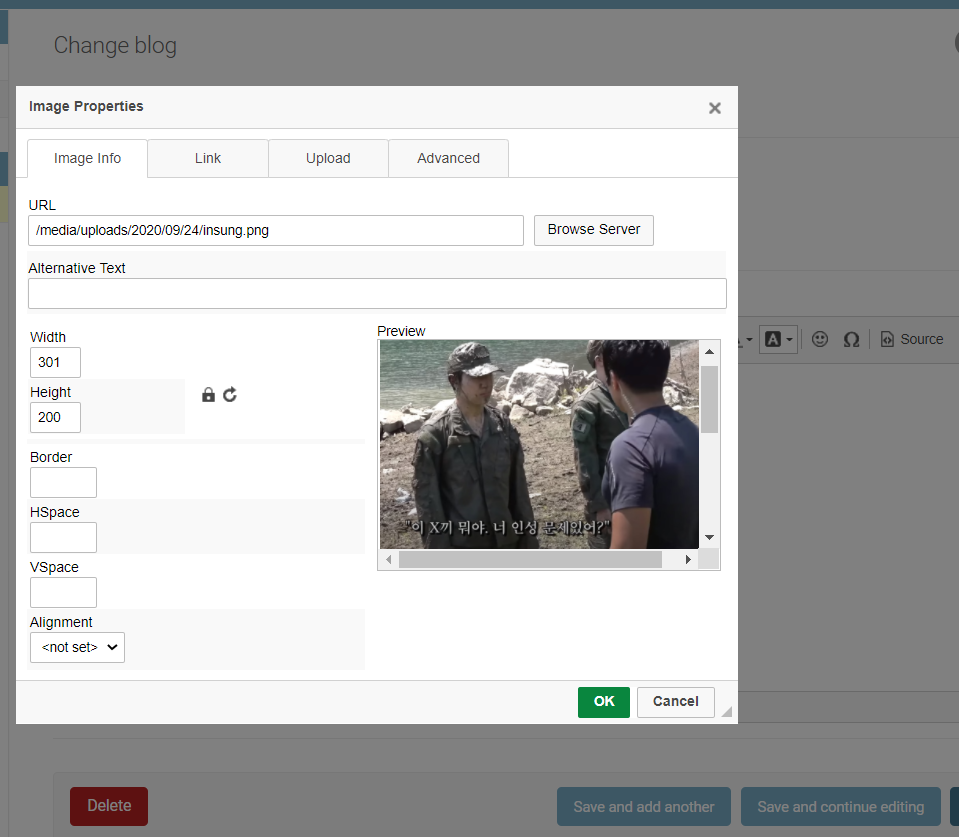 Change blog
Image Properties
Image Info
Link
Upload
Advanced
URL
/media/uploads/2020/09/24/insung.png
Browse Server
Alternative Text
Width
301
Height
200
Preview
"이 X끼 뭐야. 너 인성 문제있어?"
Border
HSpace
VSpace
Alignment
<not set>
OK
Cancel
A
Ω
Source
Delete
Save and add another
Save and continue editing